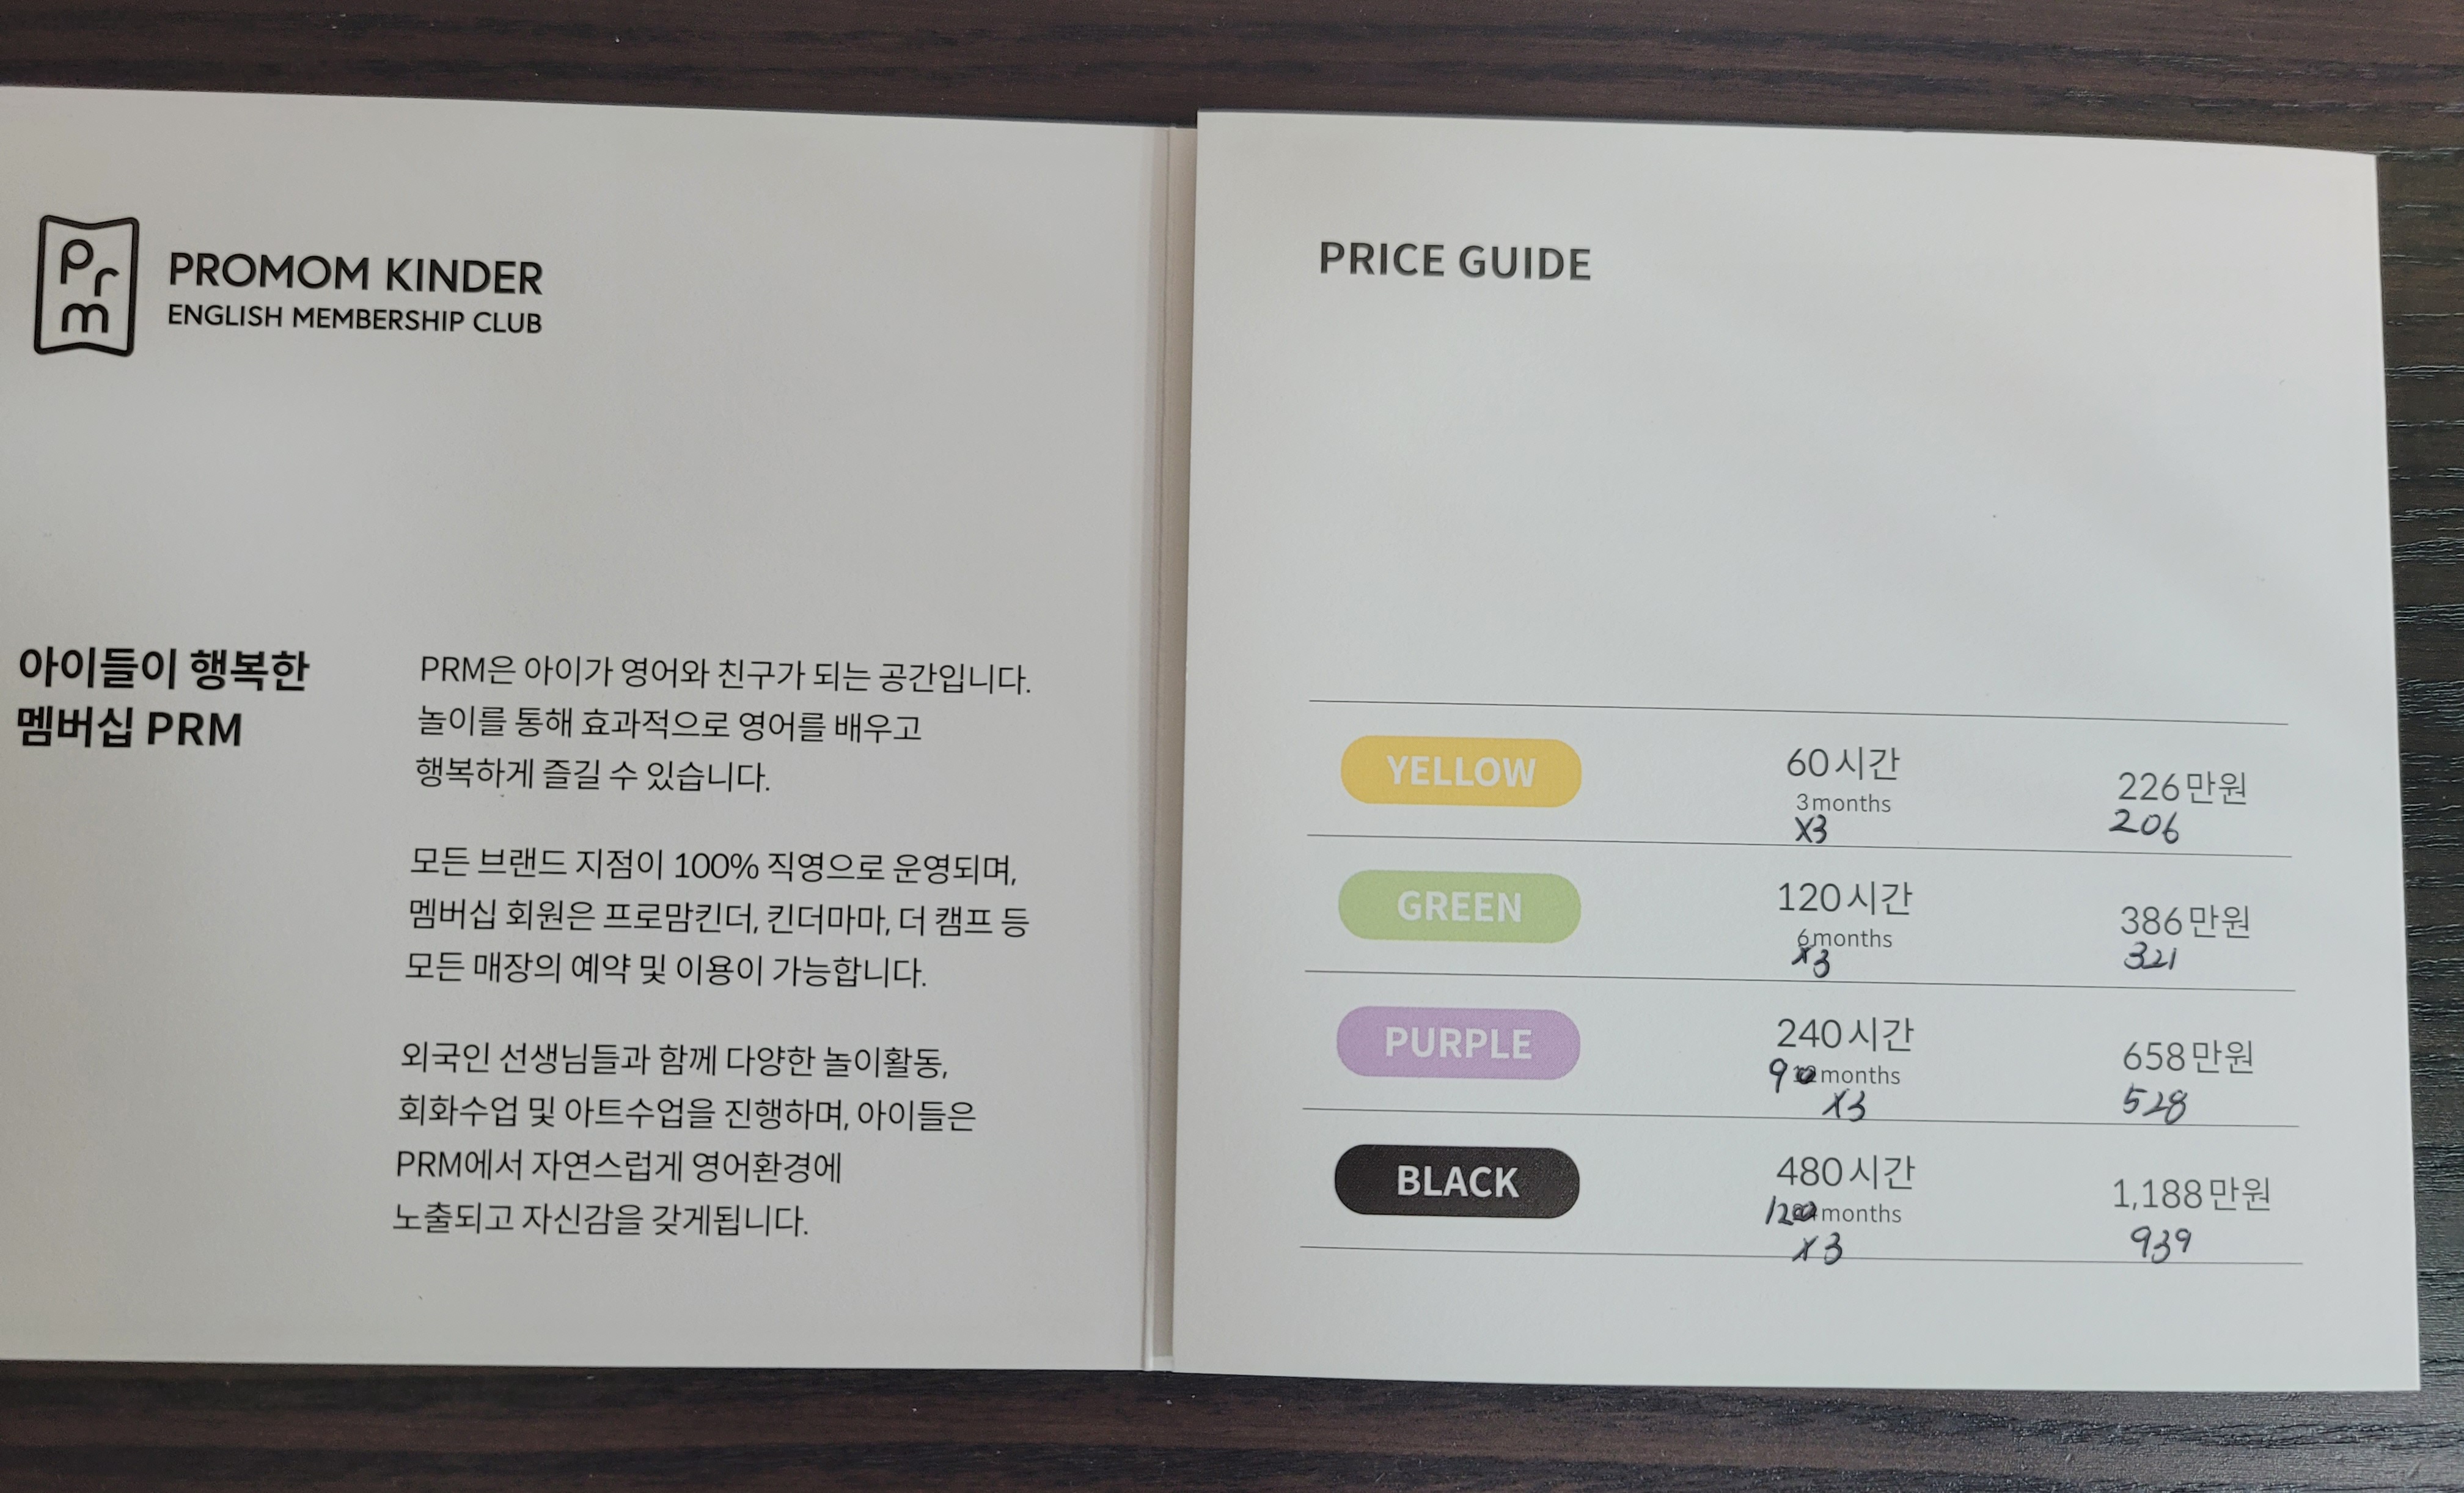 Prm
PROMOM KINDER
ENGLISH MEMBERSHIP CLUB
아이들이 행복한
멤버십 PRM
PRM은 아이가 영어와 친구가 되는 공간입니다.
놀이를 통해 효과적으로 영어를 배우고
행복하게 즐길 수 있습니다.
모든 브랜드 지점이 100% 직영으로 운영되며,
멤버십 회원은 프로맘킨더, 킨더마마, 더 캠프 등
모든 매장의 예약 및 이용이 가능합니다.
외국인 선생님들과 함께 다양한 놀이활동,
회화수업 및 아트수업을 진행하며, 아이들은
PRM에서 자연스럽게 영어환경에
노출되고 자신감을 갖게됩니다.
PRICE GUIDE
YELLOW 60시간 226만원
3months
X3 206
GREEN 120시간 386만원
6months
X3 321
PURPLE 240시간 658만원
9 months
X3 528
BLACK 480시간 1,188만원
12 months
X3 939